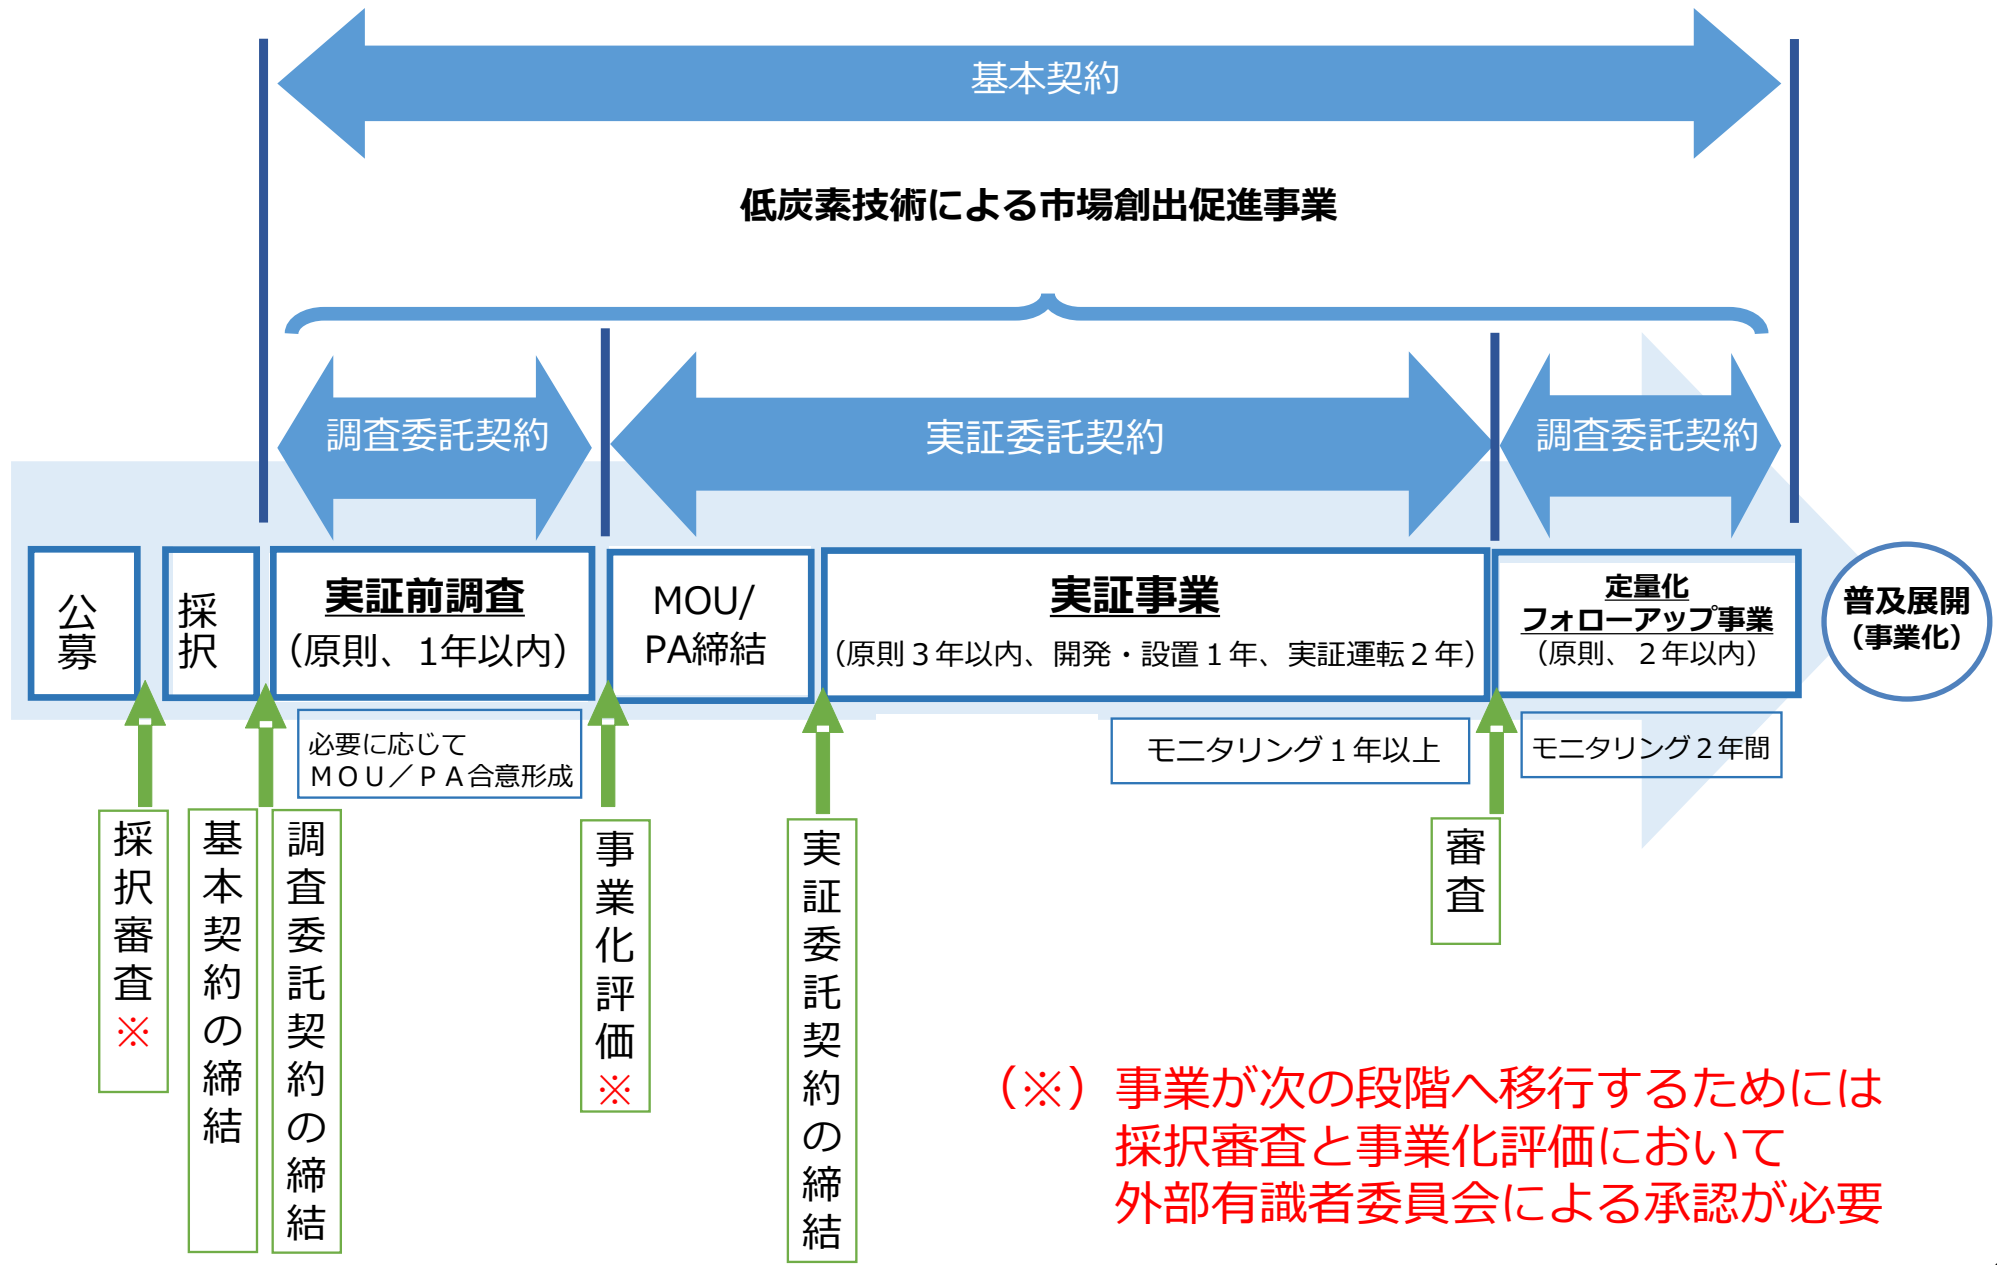 基本契約
低炭素技術による市場創出促進事業
調査委託契約
実証委託契約
調査委託契約
公募
採択
実証前調査
（原則、1年以内）
MOU/
PA締結
実証事業
（原則３年以内、開発・設置１年、実証運転２年）
定量化
フォローアップ事業
（原則、２年以内）
普及展開
（事業化）
必要に応じて
ＭＯＵ／ＰＡ合意形成
モニタリング１年以上
モニタリング２年間
採択審査※
基本契約の締結
調査委託契約の締結
事業化評価※
実証委託契約の締結
審査
（※）事業が次の段階へ移行するためには
採択審査と事業化評価において
外部有識者委員会による承認が必要